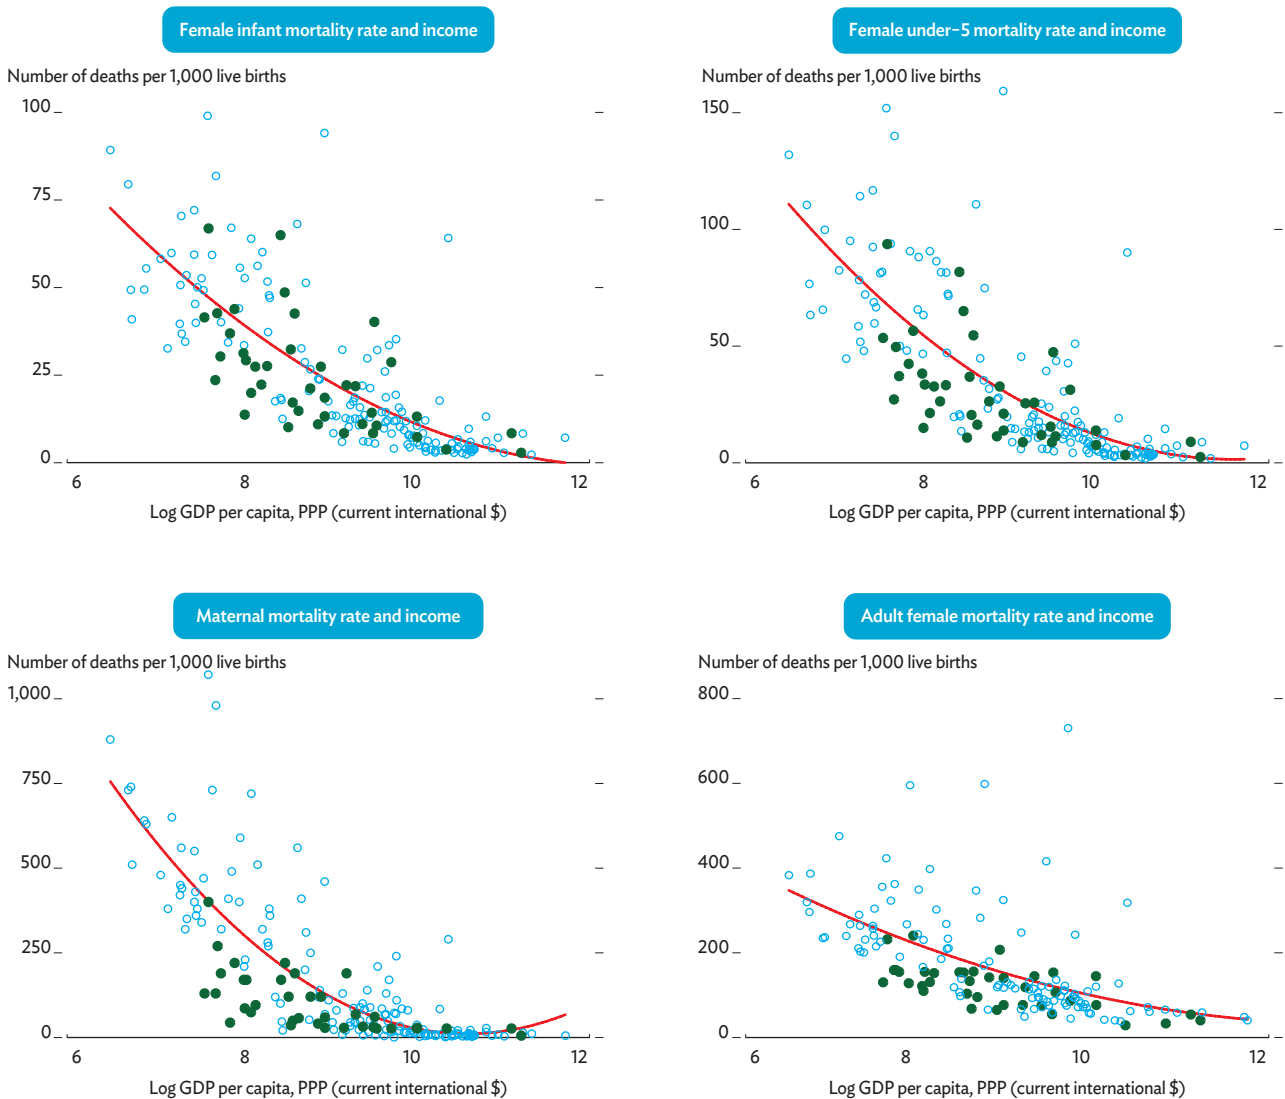 Female infant mortality rate and income
Number of deaths per 1,000 live births
100
75
50
25
0
6 8 10 12
Log GDP per capita, PPP (current international $)
Female under-5 mortality rate and income
Number of deaths per 1,000 live births
150
100
50
0
6 8 10 12
Log GDP per capita, PPP (current international $)
Maternal mortality rate and income
Number of deaths per 1,000 live births
1,000
750
500
250
0
6 8 10 12
Log GDP per capita, PPP (current international $)
Adult female mortality rate and income
Number of deaths per 1,000 live births
800
600
400
200
0
6 8 10 12
Log GDP per capita, PPP (current international $)